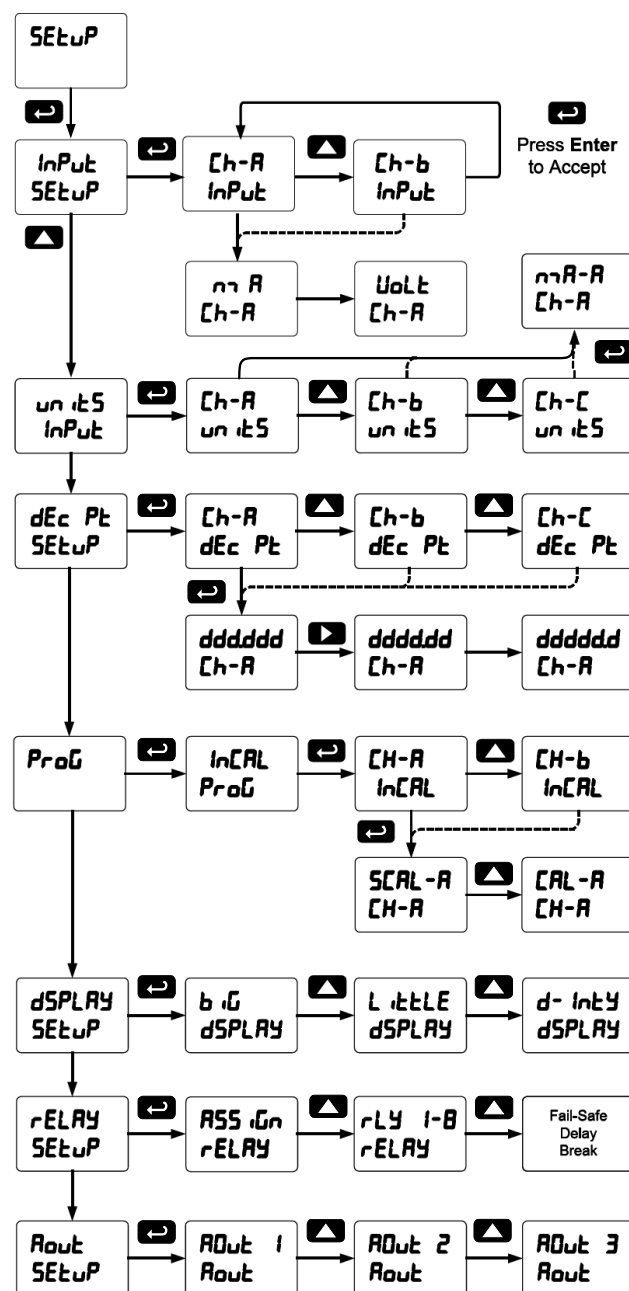 SEtuP
InPut
SEtuP
Ch-A
InPut
Ch-b
InPut
Press Enter
to Accept
mA
Ch-A
VoLt
Ch-A
mA-A
Ch-A
unitS
InPut
Ch-A
unitS
Ch-b
unitS
Ch-C
unitS
dEc Pt
SEtuP
Ch-A
dEc Pt
Ch-b
dEc Pt
Ch-C
dEc Pt
ddd.ddd
Ch-A
dddd.dd
Ch-A
ddddd.d
Ch-A
ProG
InCAL
ProG
CH-A
InCAL
CH-b
InCAL
SCAL-A
CH-A
CAL-A
CH-A
dSPLAY
SEtuP
biG
dSPLAY
LittLE
dSPLAY
d-IntY
dSPLAY
rELAY
SEtuP
ASSiGn
rELAY
rLY 1-8
rELAY
Fail-Safe
Delay
Break
Aout
SEtuP
AOut 1
Aout
AOut 2
Aout
AOut 3
Aout